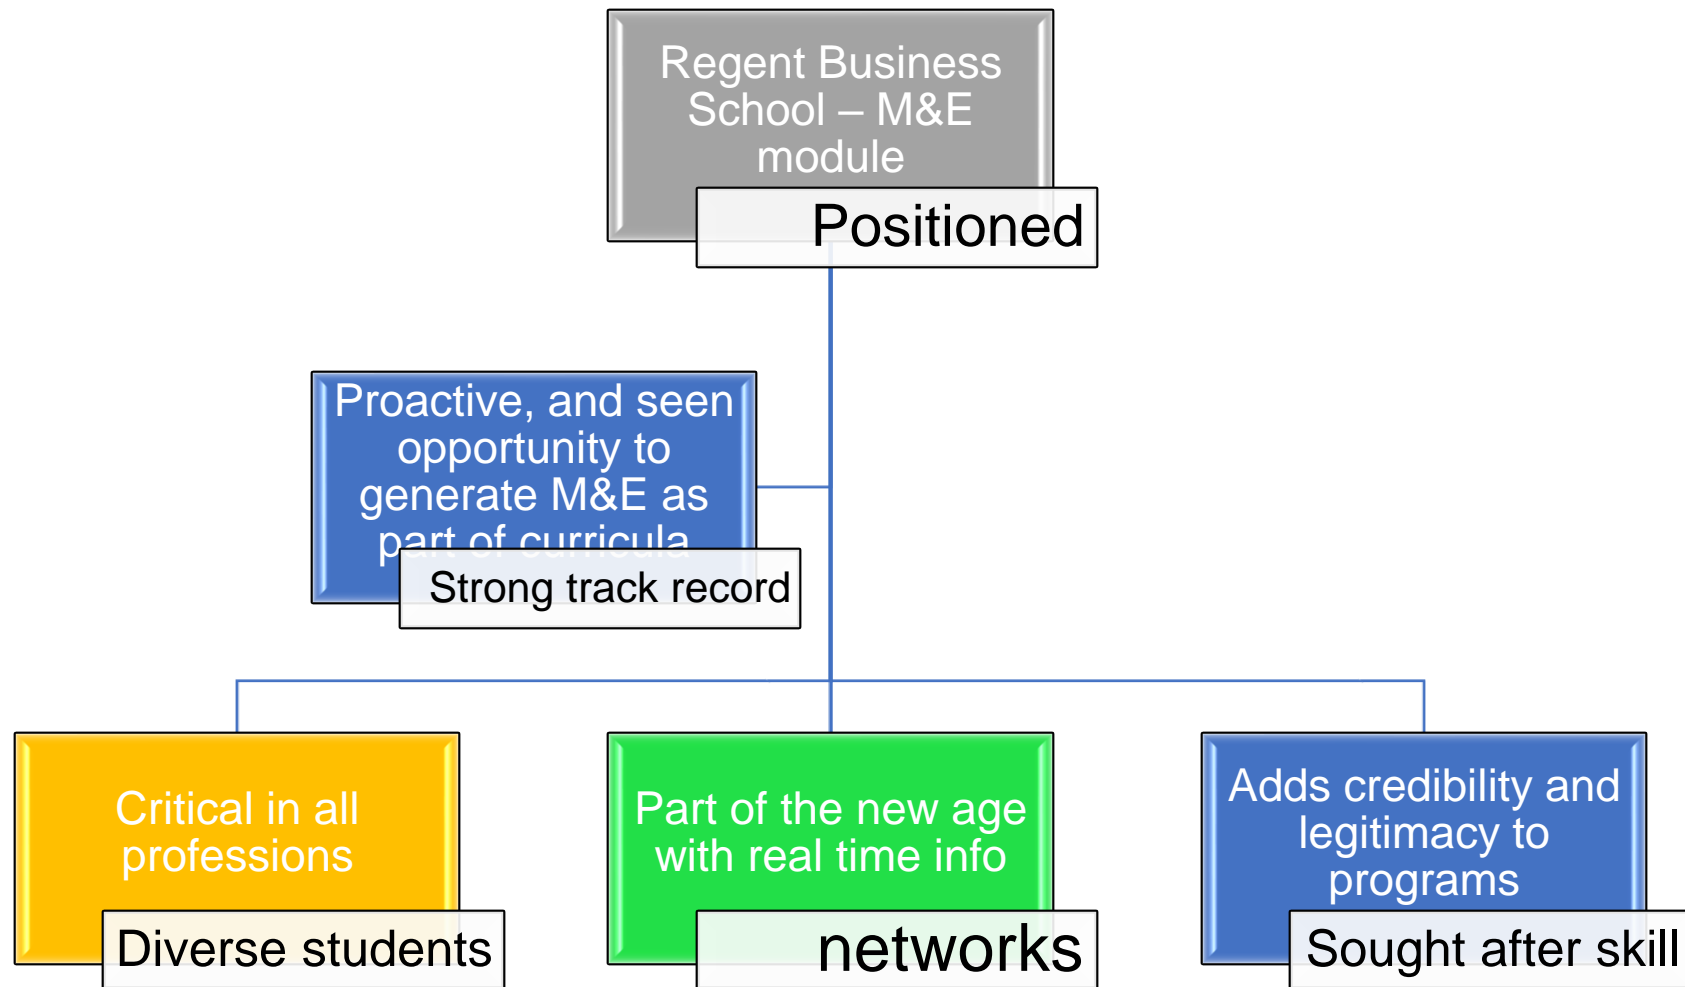 Regent Business
School – M&E
module
Positioned
Proactive, and seen
opportunity to
generate M&E as
part of curricula
Strong track record
Critical in all
professions
Diverse students
Part of the new age
with real time info
networks
Adds credibility and
legitimacy to
programs
Sought after skill